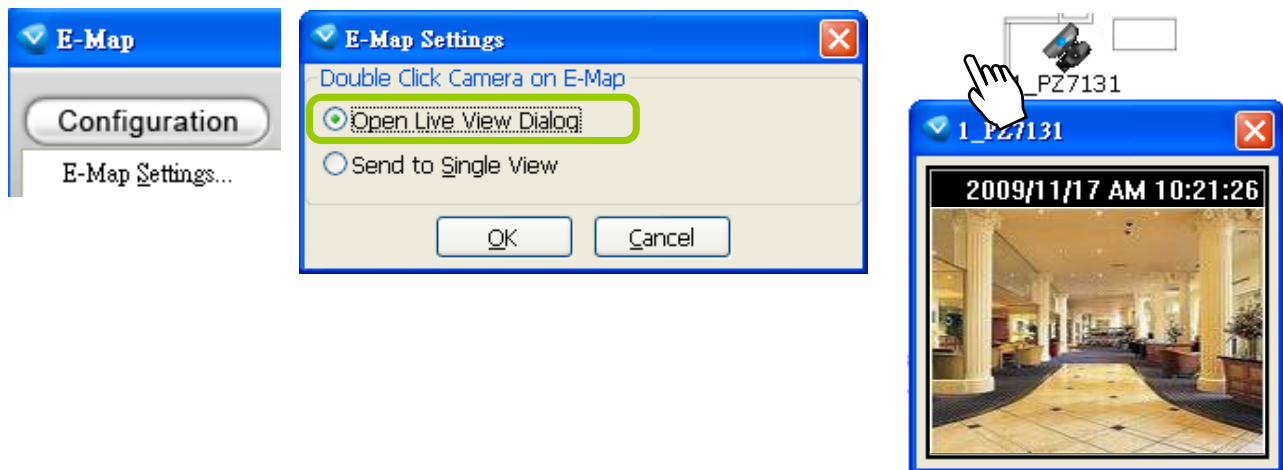 E-Map
Configuration
E-Map Settings...
E-Map Settings
Double Click Camera on E-Map
Open Live View Dialog
Send to Single View
OK
Cancel
_PZ7131
1_PZ7131
2009/11/17 AM 10:21:26